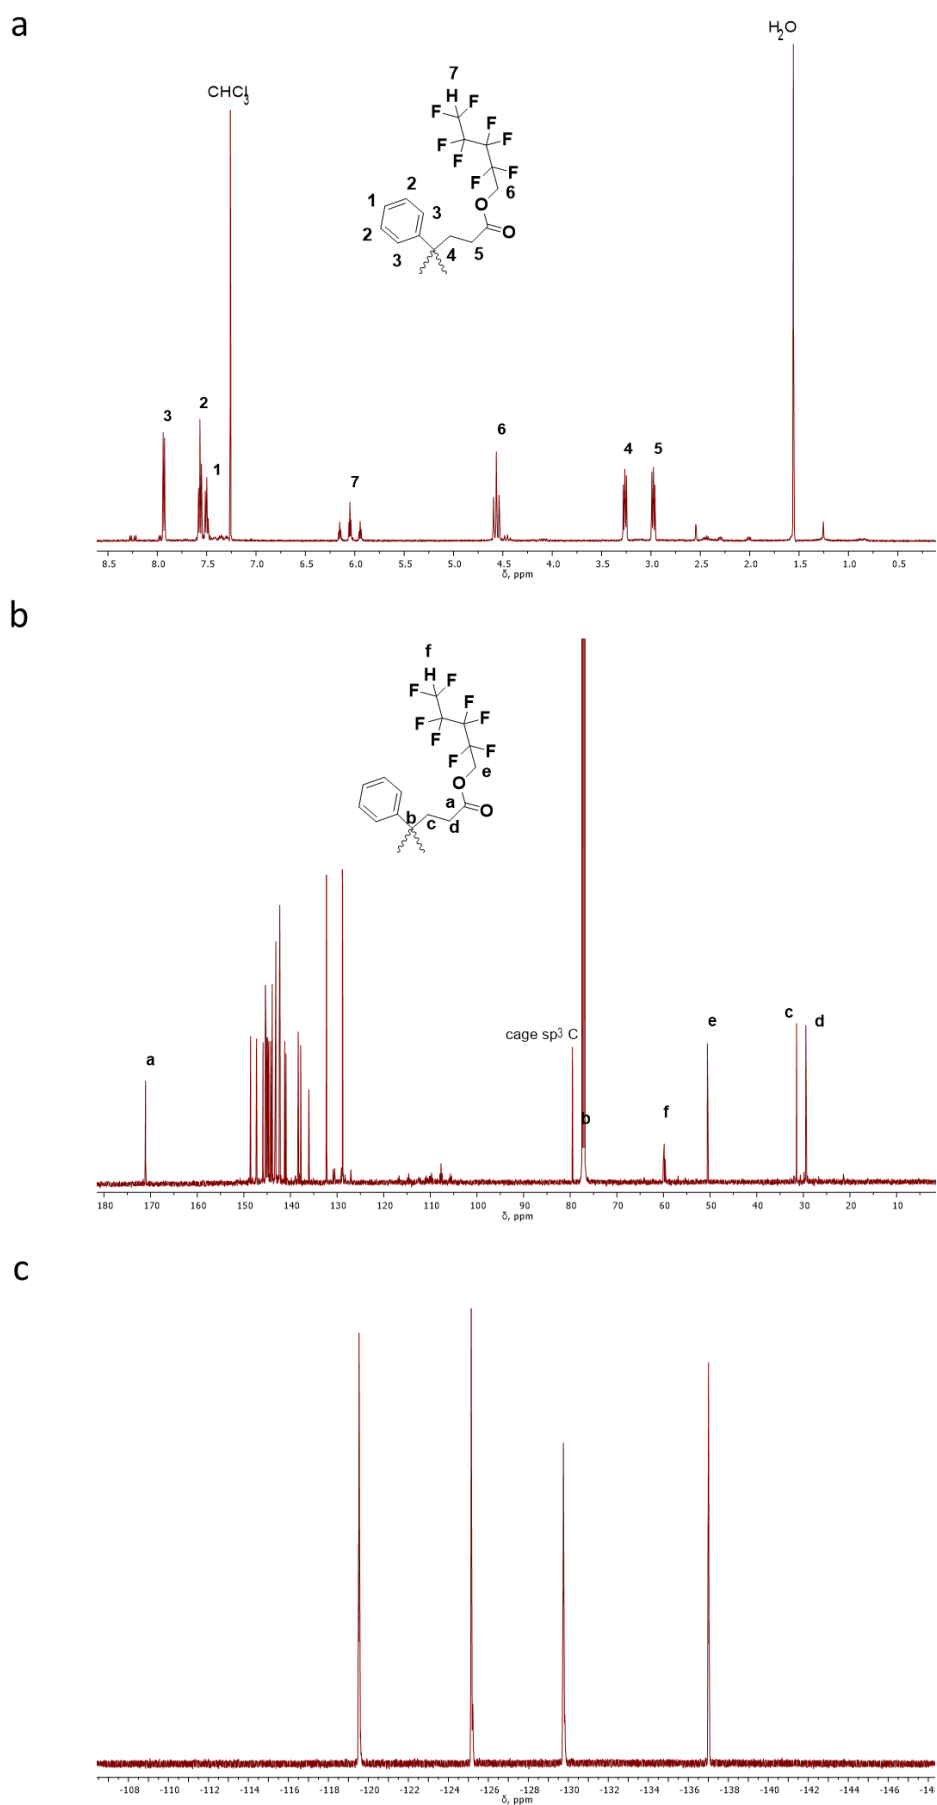 a
H2O
CHCl3
7
H
F F
F F
F F
F F
6
O
O
2
1 3
2
3 4 5
3
2
1
7
6
4
5
8.5 8.0 7.5 7.0 6.5 6.0 5.5 5.0 4.5 4.0 3.5 3.0 2.5 2.0 1.5 1.0 0.5
δ, ppm
b
f
H
F F
F F
F F
F F
e
O
a
O
b c d
cage sp3 C
a
b
f
e
c
d
180 170 160 150 140 130 120 110 100 90 80 70 60 50 40 30 20 10
δ, ppm
c
-108 -110 -112 -114 -116 -118 -120 -122 -124 -126 -128 -130 -132 -134 -136 -138 -140 -142 -144 -146
δ, ppm